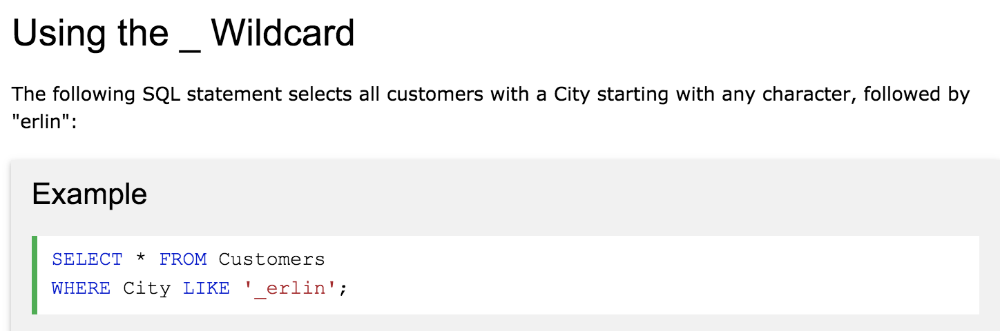 Using the _ Wildcard
The following SQL statement selects all customers with a City starting with any character, followed by
"erlin":
Example
SELECT * FROM Customers
WHERE City LIKE '_erlin';